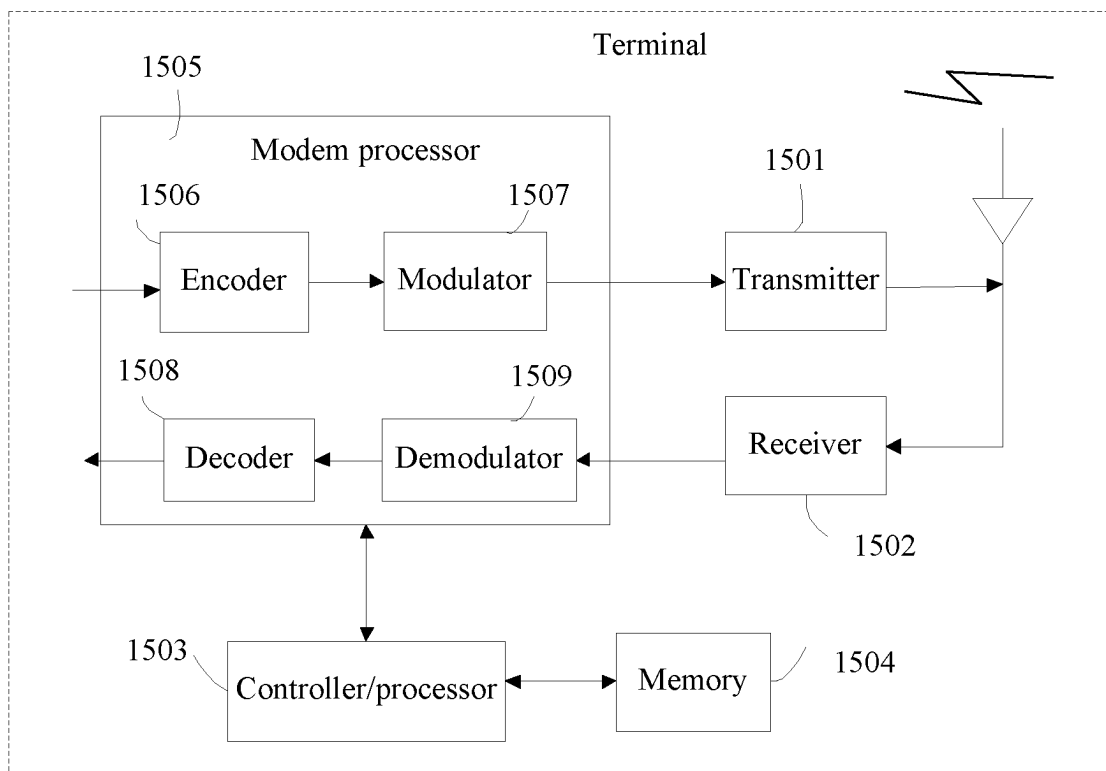 Terminal
1505
Modem processor
1501
1506
1507
Encoder
Modulator
Transmitter
1508
1509
Decoder
Demodulator
Receiver
1502
1503
Controller/processor
Memory
1504